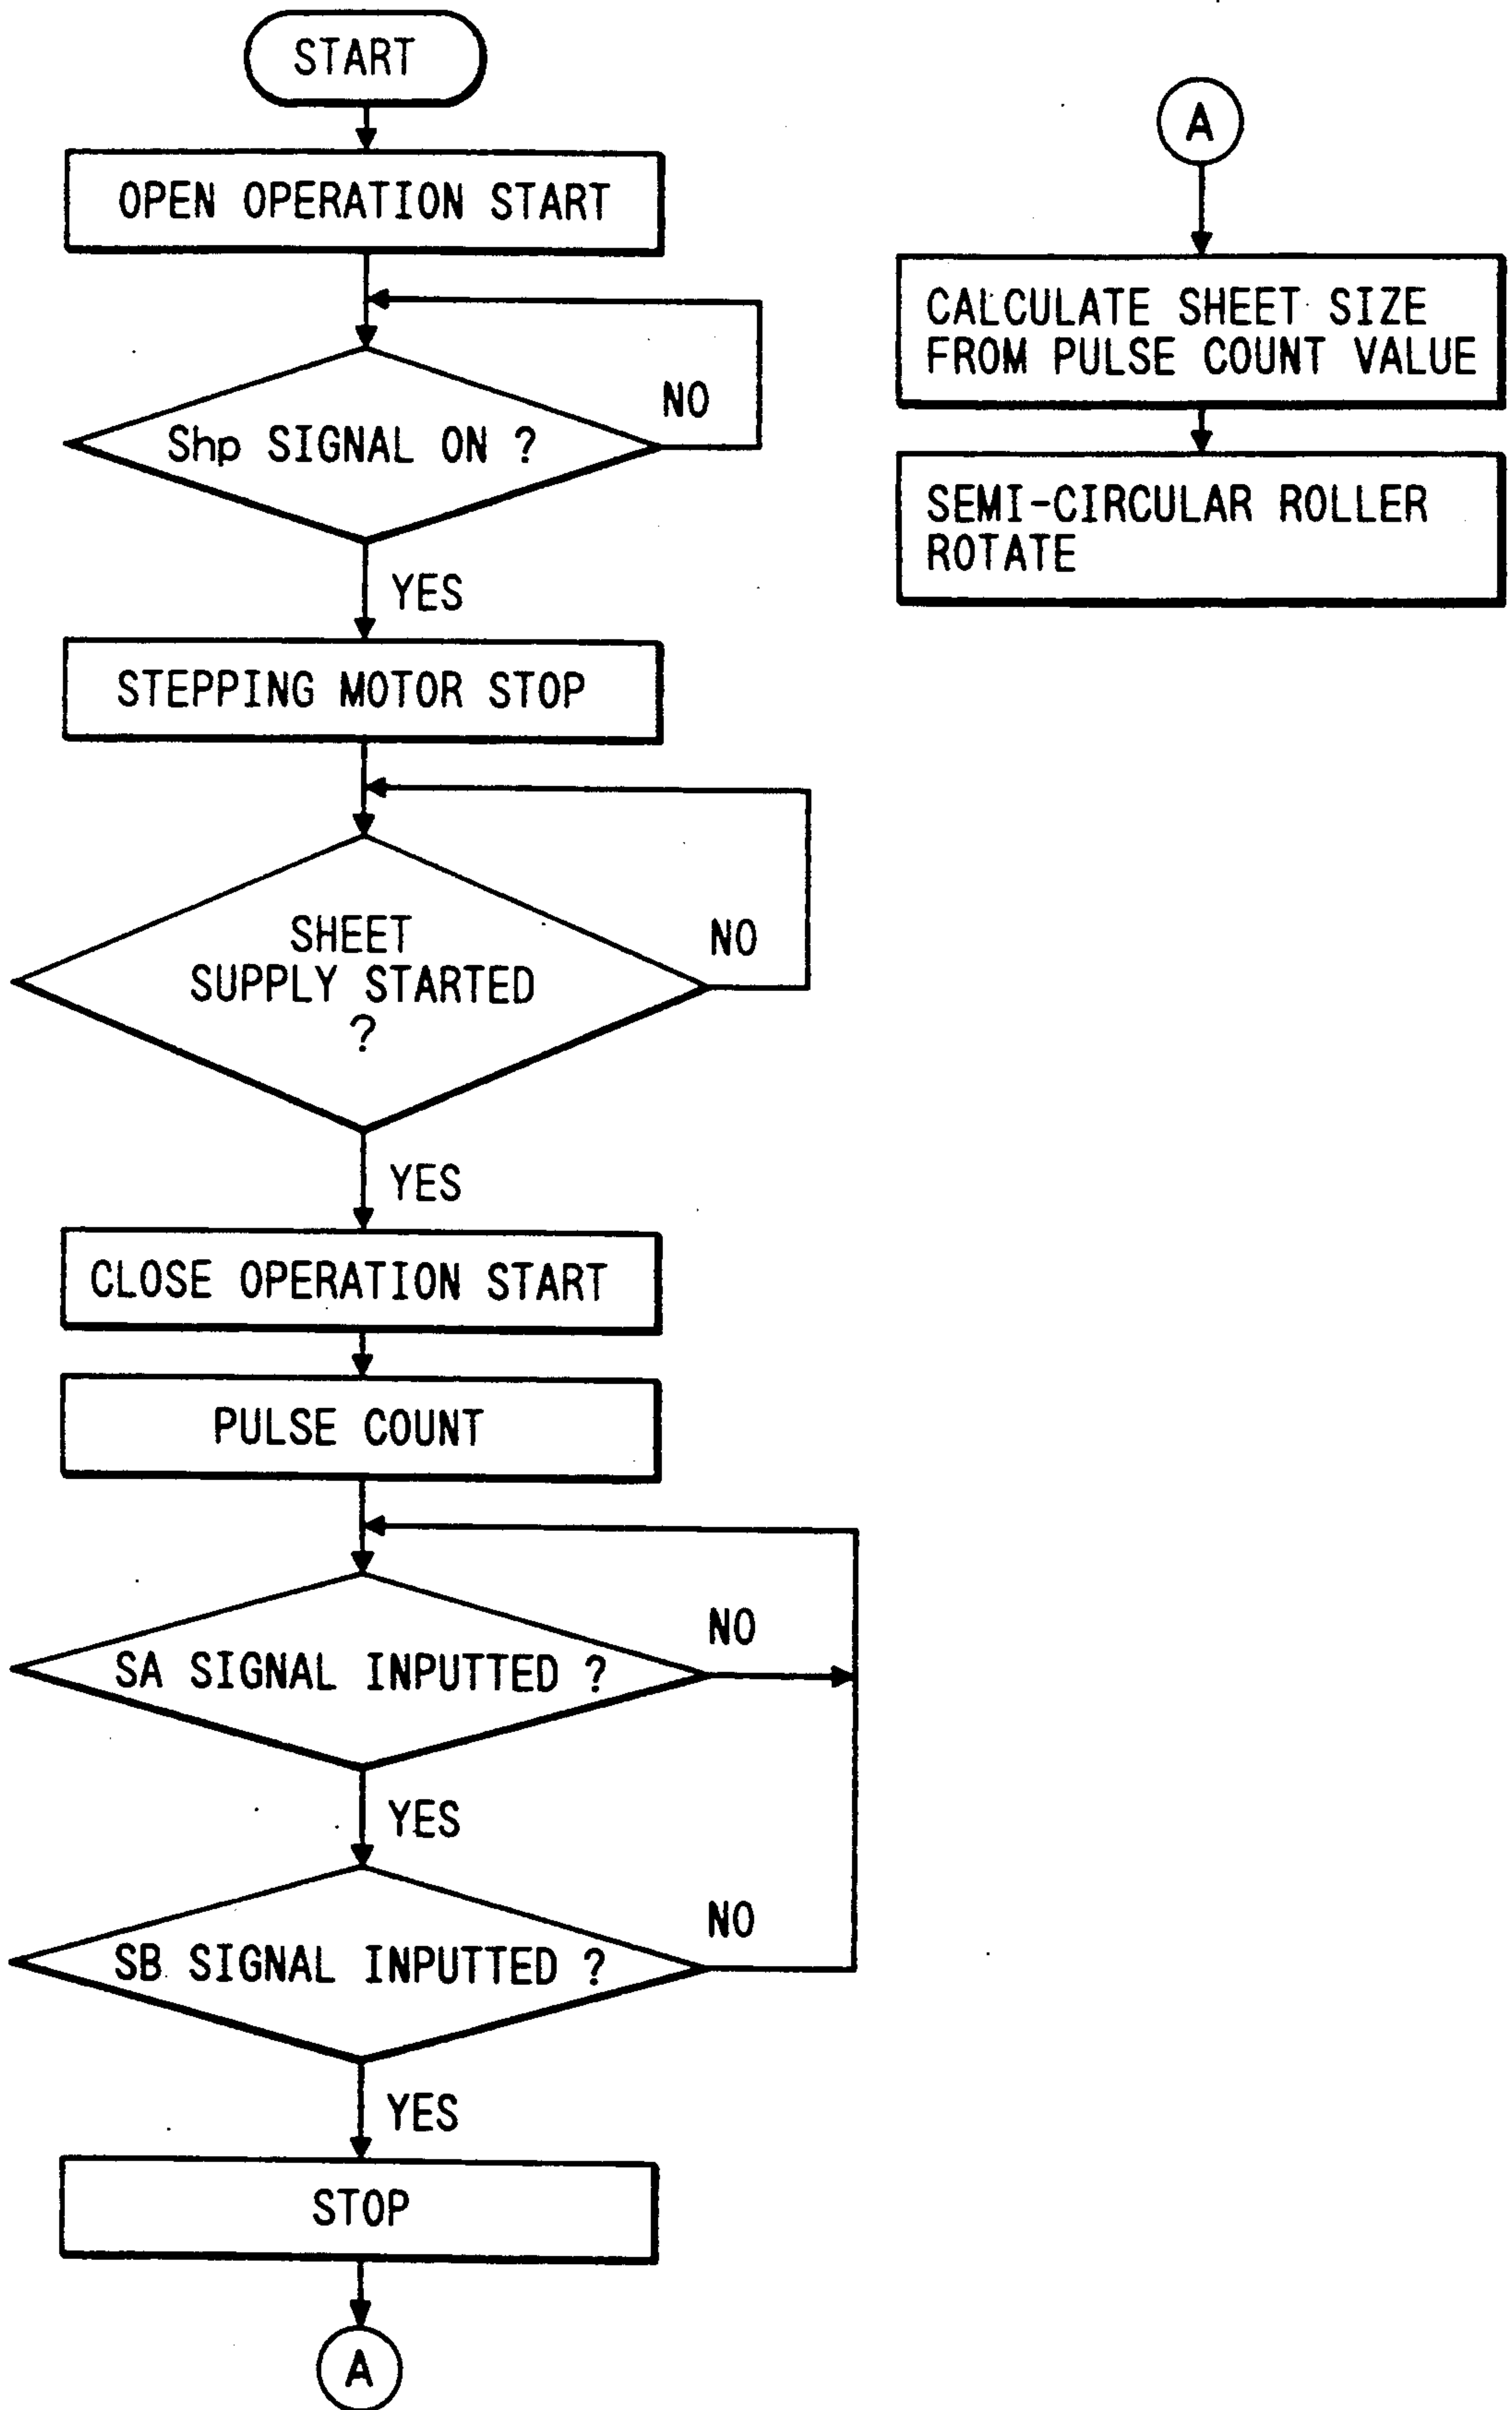 START
OPEN OPERATION START
Shp SIGNAL ON ?
NO
YES
STEPPING MOTOR STOP
SHEET
SUPPLY STARTED
?
NO
YES
CLOSE OPERATION START
PULSE COUNT
SA SIGNAL INPUTTED ?
NO
YES
SB SIGNAL INPUTTED ?
NO
YES
STOP
A
A
CALCULATE SHEET SIZE
FROM PULSE COUNT VALUE
SEMI-CIRCULAR ROLLER
ROTATE